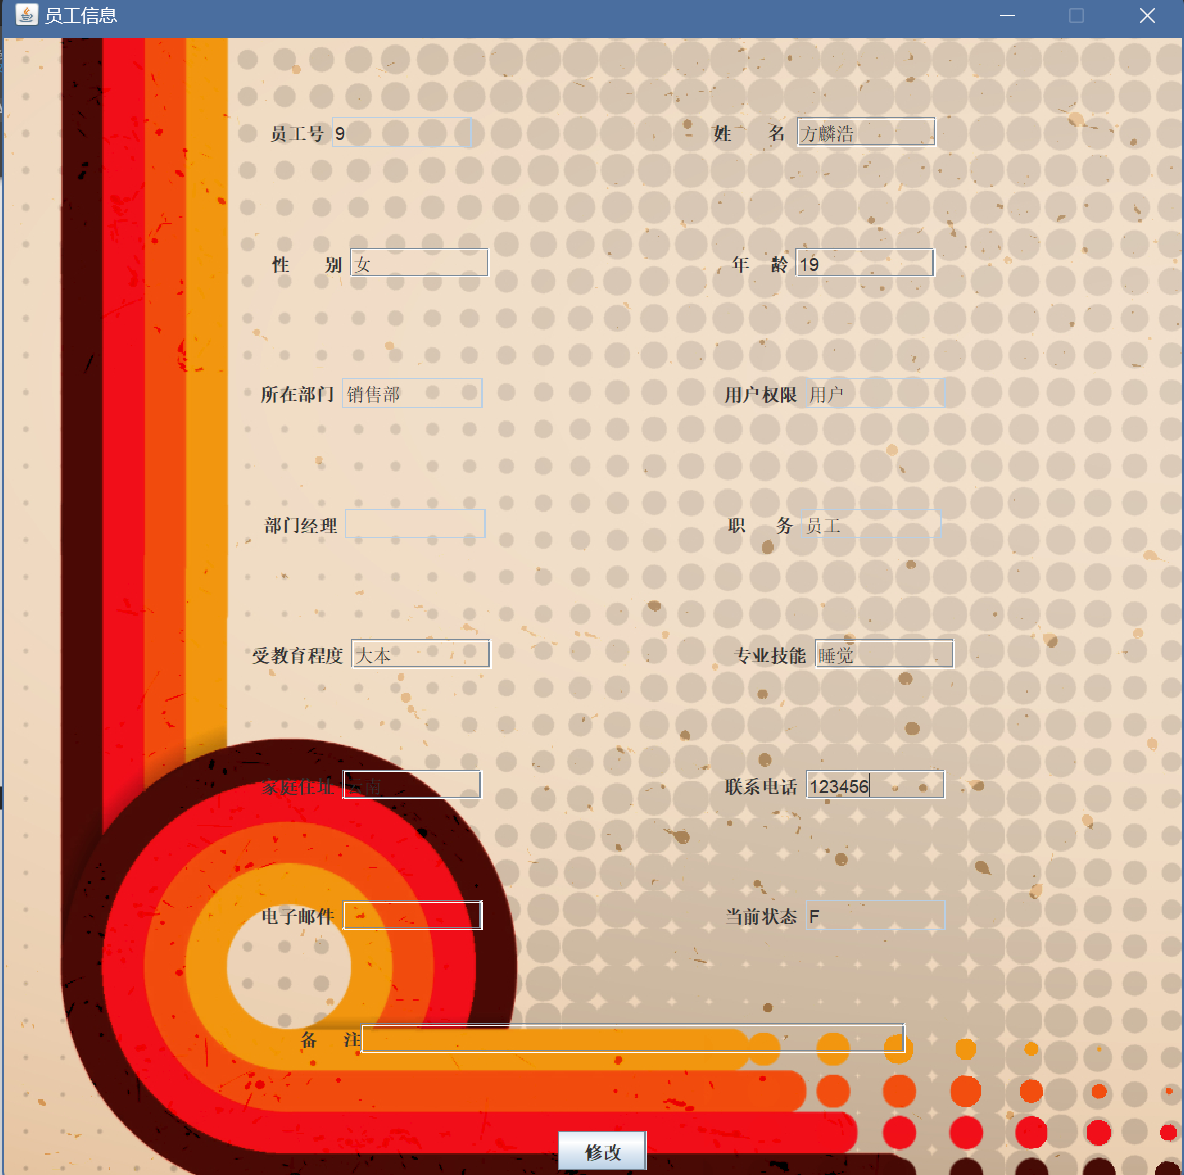 员工信息
员工号 9 姓 名 方麟浩
性 别 女 年 龄 19
所在部门 销售部 用户权限 用户
部门经理 职 务 员工
受教育程度 大本 专业技能 睡觉
家庭住址 云南 联系电话 123456
电子邮件 当前状态 F
备 注
修改